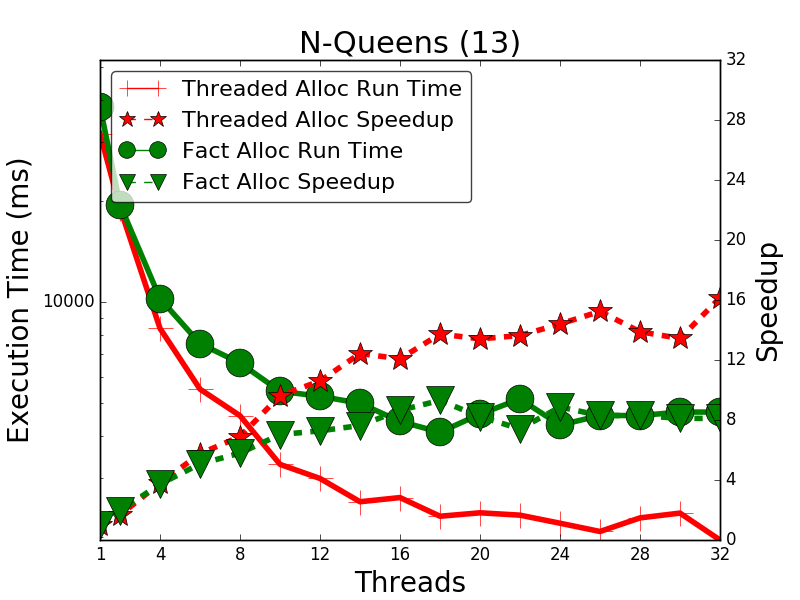 N-Queens (13)
Threaded Alloc Run Time
Threaded Alloc Speedup
Fact Alloc Run Time
Fact Alloc Speedup
Execution Time (ms)
10000
32
28
24
20
16
12
8
4
0
Speedup
1 4 8 12 16 20 24 28 32
Threads